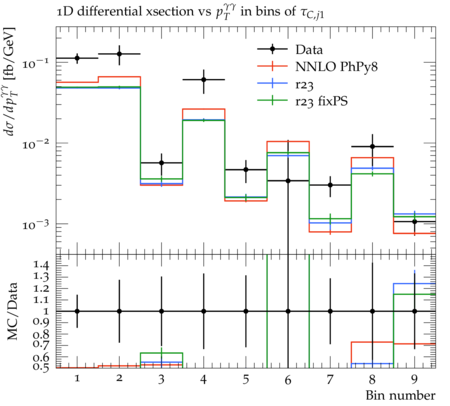 1D differential xsection vs p_T^{γγ} in bins of τ_{C,j1}
dσ/dp_T^{γγ} [fb/GeV]
10^{−1}
10^{−2}
10^{−3}
Data
NNLO PhPy8
r23
r23 fixPS
MC/Data
1.4
1.3
1.2
1.1
1
0.9
0.8
0.7
0.6
0.5
1 2 3 4 5 6 7 8 9
Bin number